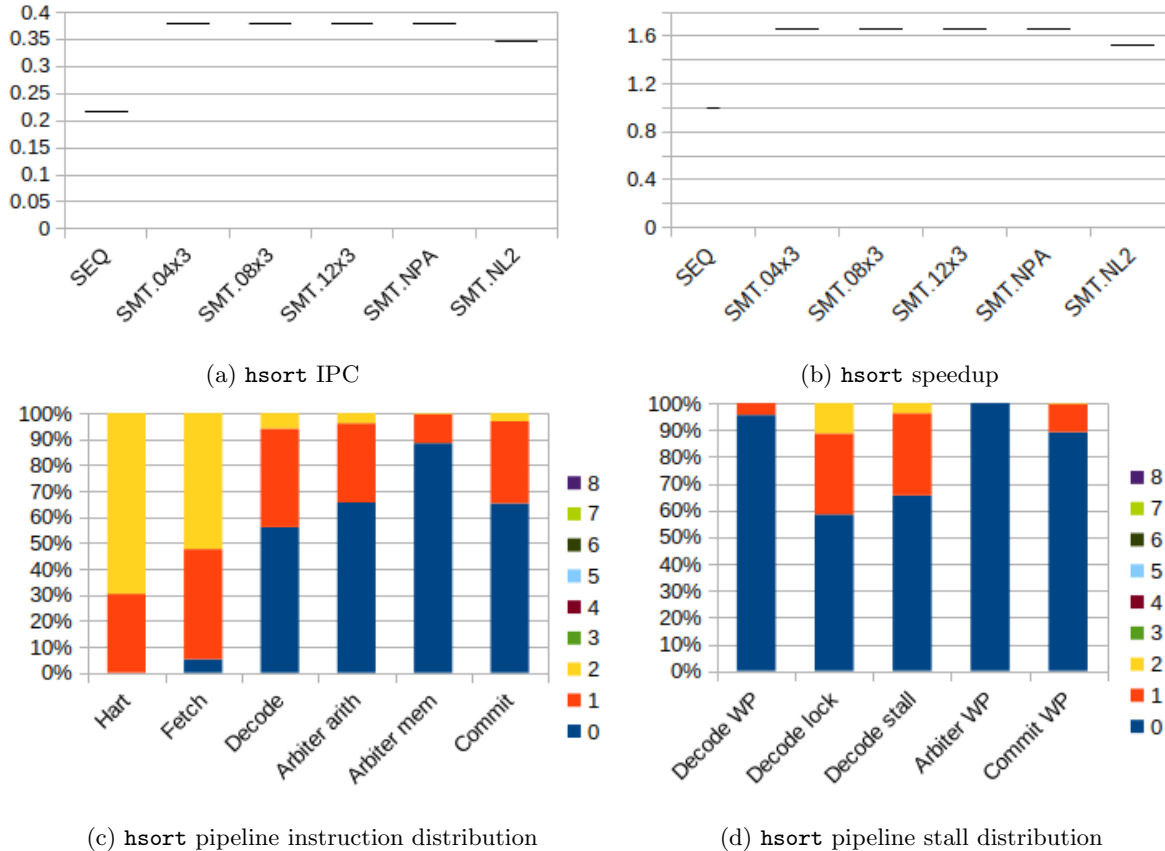 0.4
0.35
0.3
0.25
0.2
0.15
0.1
0.05
0
SEQ
SMT.04x3
SMT.08x3
SMT.12x3
SMT.NPA
SMT.NL2
(a) hsort IPC
1.6
1.2
0.8
0.4
0
SEQ
SMT.04x3
SMT.08x3
SMT.12x3
SMT.NPA
SMT.NL2
(b) hsort speedup
100%
90%
80%
70%
60%
50%
40%
30%
20%
10%
0%
Hart
Fetch
Decode
Arbiter arith
Arbiter mem
Commit
8
7
6
5
4
3
2
1
0
(c) hsort pipeline instruction distribution
100%
90%
80%
70%
60%
50%
40%
30%
20%
10%
0%
Decode WP
Decode lock
Decode stall
Arbiter WP
Commit WP
8
7
6
5
4
3
2
1
0
(d) hsort pipeline stall distribution